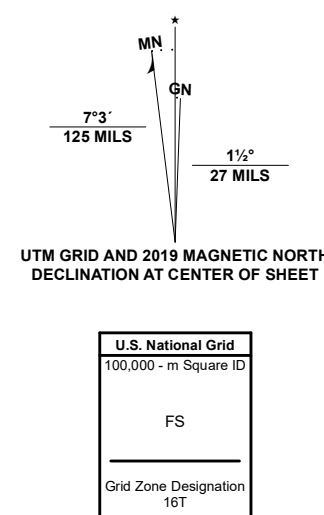 ★
MN
GN
7°3´
125 MILS
1½°
27 MILS
UTM GRID AND 2019 MAGNETIC NORTH
DECLINATION AT CENTER OF SHEET
U.S. National Grid
100,000 - m Square ID
FS
Grid Zone Designation
16T